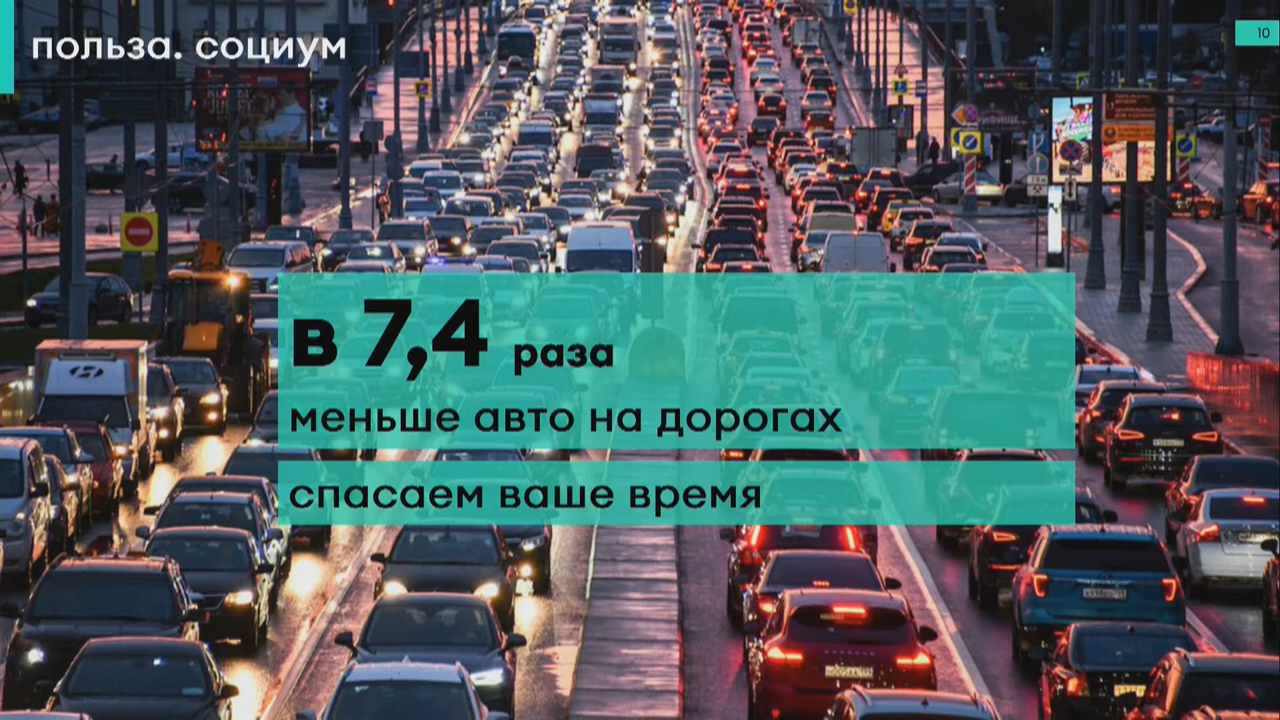 польза. социум
10
в 7,4 раза
меньше авто на дорогах
спасаем ваше время